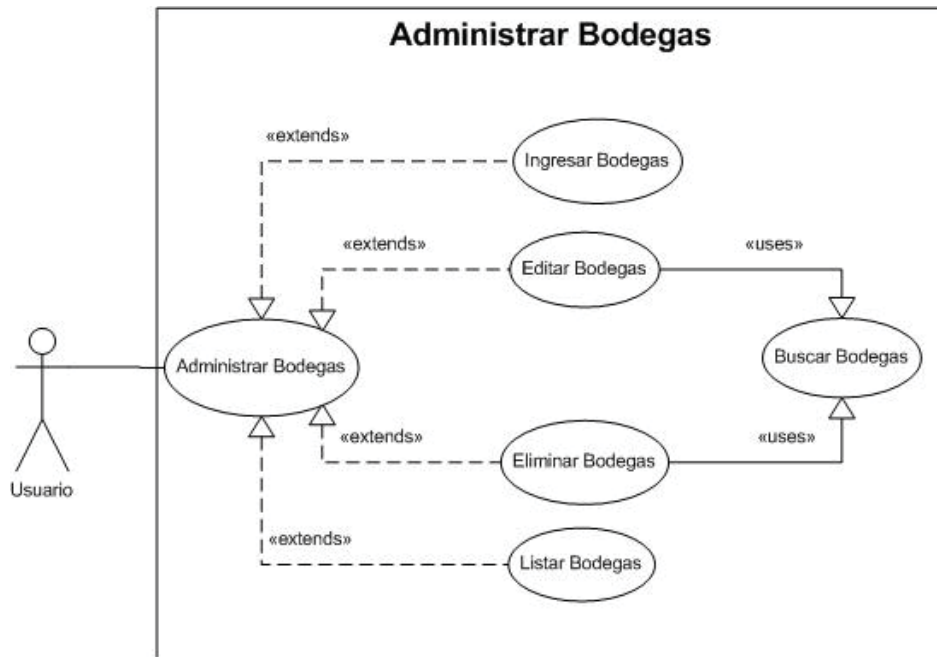 Administrar Bodegas
«extends»
Ingresar Bodegas
«extends»
Editar Bodegas
«uses»
Administrar Bodegas
Buscar Bodegas
Usuario
«extends»
Eliminar Bodegas
«uses»
«extends»
Listar Bodegas